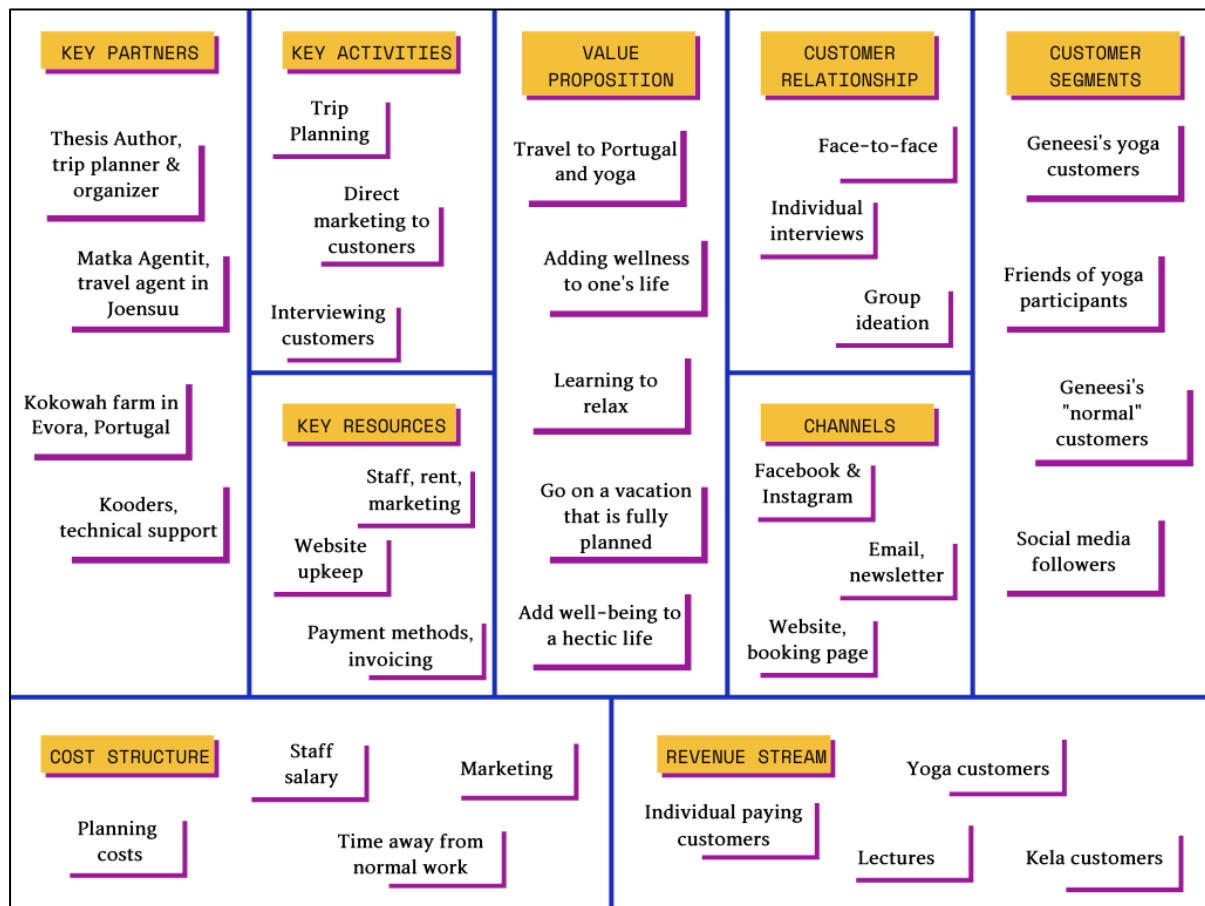 KEY PARTNERS
Thesis Author,
trip planner &
organizer
Matka Agentit,
travel agent in
Joensuu
Kokowah farm in
Evora, Portugal
Kooders,
technical support
KEY ACTIVITIES
Trip
Planning
Direct
marketing to
custoners
Interviewing
customers
KEY RESOURCES
Staff, rent,
marketing
Website
upkeep
Payment methods,
invoicing
VALUE
PROPOSITION
Travel to Portugal
and yoga
Adding wellness
to one's life
Learning to
relax
Go on a vacation
that is fully
planned
Add well-being to
a hectic life
CUSTOMER
RELATIONSHIP
Face-to-face
Individual
interviews
Group
ideation
CHANNELS
Facebook &
Instagram
Email,
newsletter
Website,
booking page
CUSTOMER
SEGMENTS
Geneesi's yoga
customers
Friends of yoga
participants
Geneesi's
"normal"
customers
Social media
followers
COST STRUCTURE
Staff
salary
Marketing
Planning
costs
Time away from
normal work
REVENUE STREAM
Yoga customers
Individual paying
customers
Lectures
Kela customers